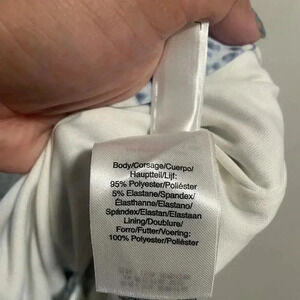 Body/Corsage/Cuerpo/
Hauptteil/Lijf:
95% Polyester/Poliéster
5% Elastane/Spandex/
Élasthanne/Elastano/
Spándex/Elastan/Elastaan
Lining/Doublure/
Forro/Futter/Voering:
100% Polyester/Poliéster